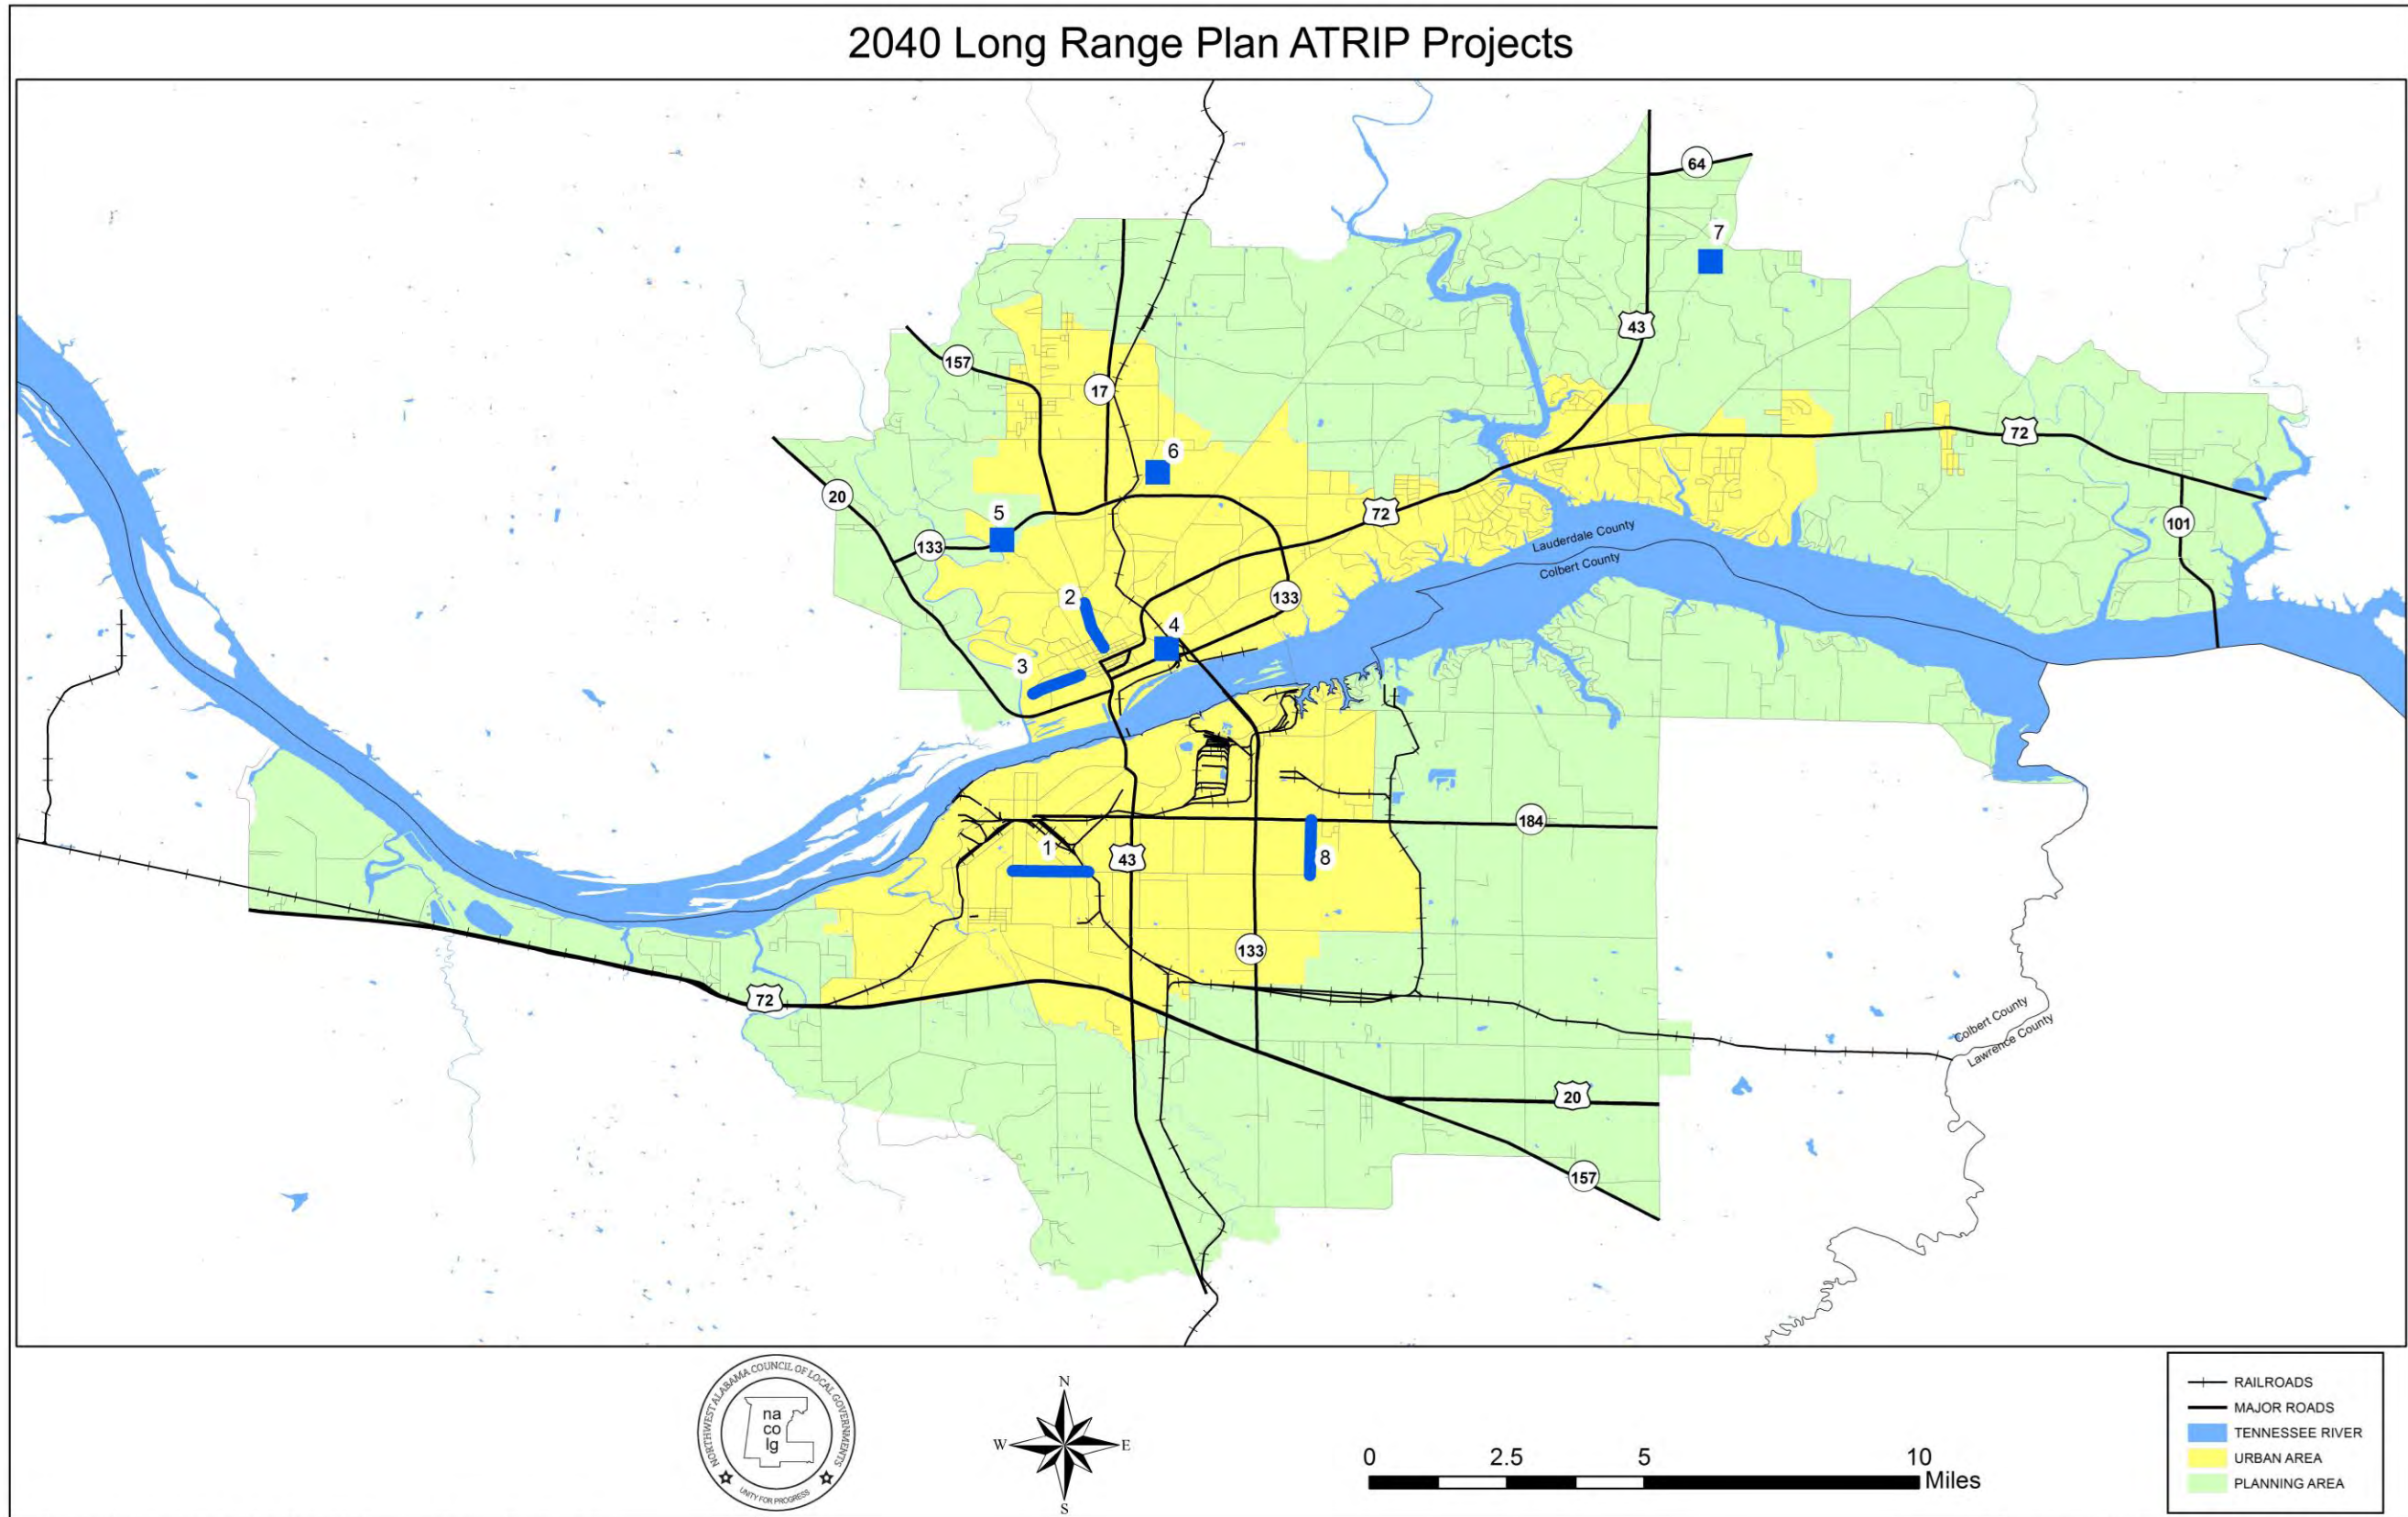 2040 Long Range Plan ATRIP Projects
64
7
43
157
17
72
6
20
5
72
101
133
Lauderdale County
Colbert County
2
133
4
3
184
1
43
8
133
72
Colbert County
Lawrence County
20
157
NORTHWEST ALABAMA COUNCIL OF LOCAL GOVERNMENTS
na
co
lg
UNITY FOR PROGRESS
N
W
E
S
0 2.5 5 10
Miles
RAILROADS
MAJOR ROADS
TENNESSEE RIVER
URBAN AREA
PLANNING AREA